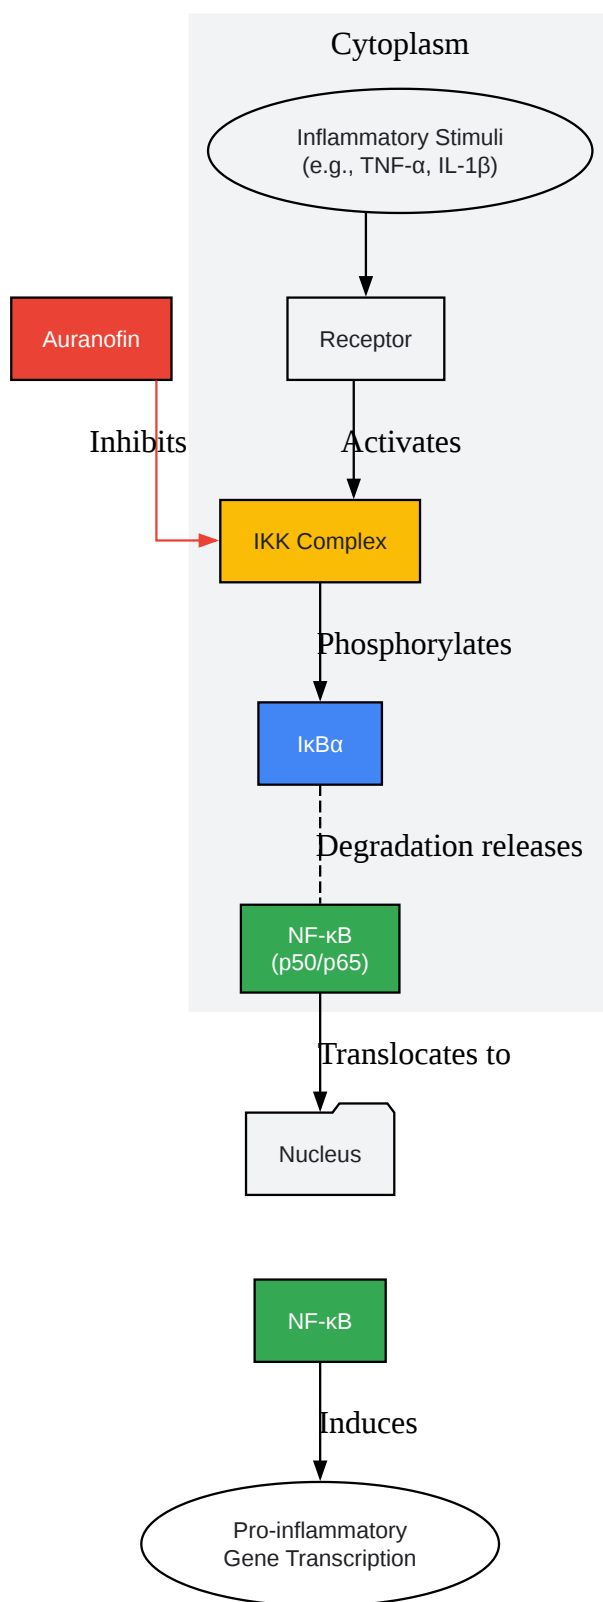 Cytoplasm
Inflammatory Stimuli
(e.g., TNF-α, IL-1β)
Auranofin
Receptor
Inhibits
Activates
IKK Complex
Phosphorylates
IκBα
Degradation releases
NF-κB
(p50/p65)
Translocates to
Nucleus
NF-κB
Induces
Pro-inflammatory
Gene Transcription